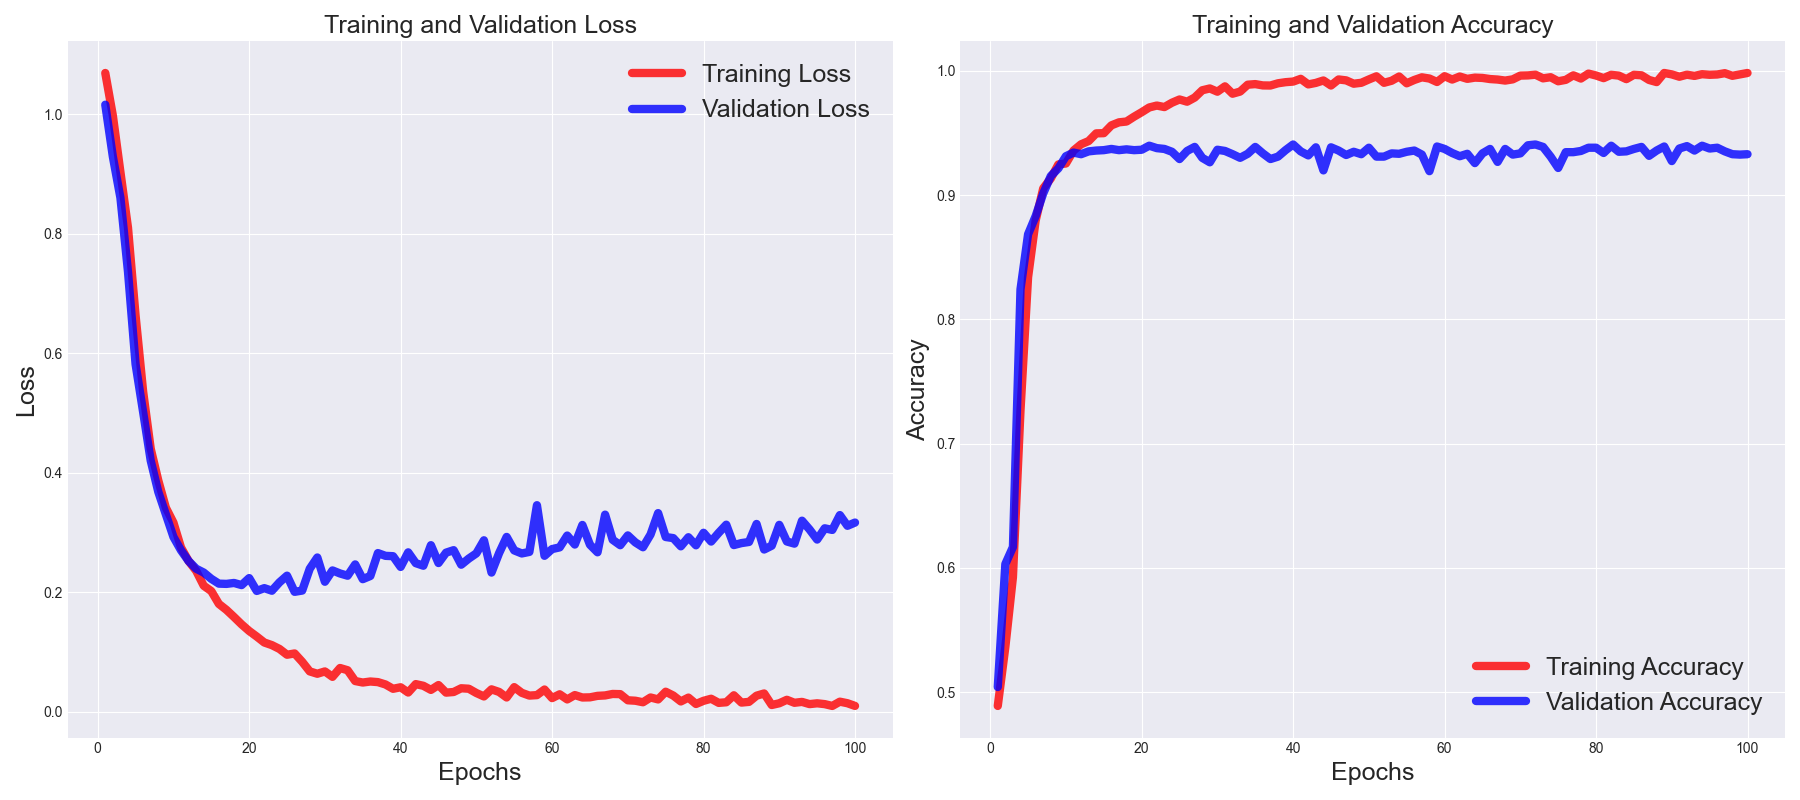 Training and Validation Loss
Training Loss
Validation Loss
1.0
0.8
0.6
0.4
0.2
0.0
Loss
0
20
40
60
80
100
Epochs
Training and Validation Accuracy
1.0
0.9
0.8
0.7
0.6
0.5
Accuracy
Training Accuracy
Validation Accuracy
0
20
40
60
80
100
Epochs